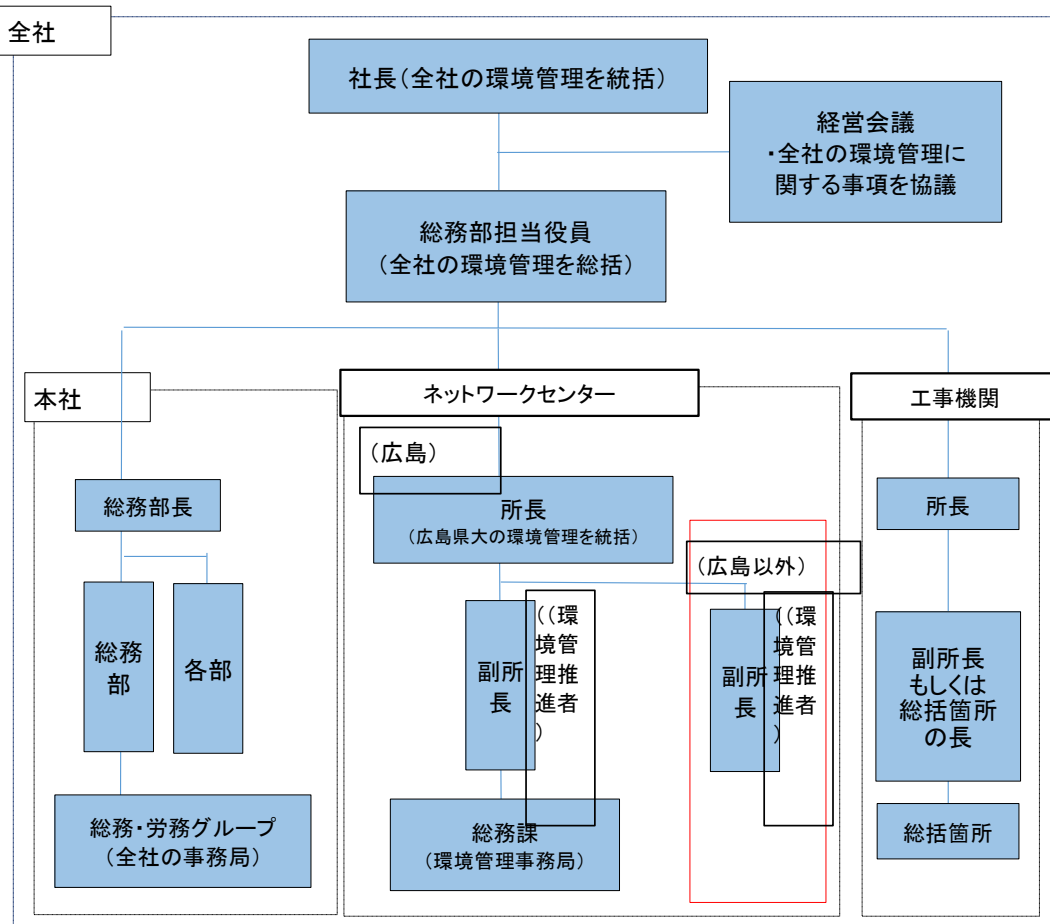 全社
社長（全社の環境管理を統括）
経営会議
・全社の環境管理に
関する事項を協議
総務部担当役員
（全社の環境管理を総括）
本社
総務部長
総務
部
各部
総務・労務グループ
（全社の事務局）
ネットワークセンター
（広島）
所長
（広島県大の環境管理を統括）
副所
長
（(環
境管
理推
進者
）
総務課
（環境管理事務局）
（広島以外）
副所
長
（(環
境管
理推
進者
）
工事機関
所長
副所長
もしくは
総括箇所
の長
総括箇所